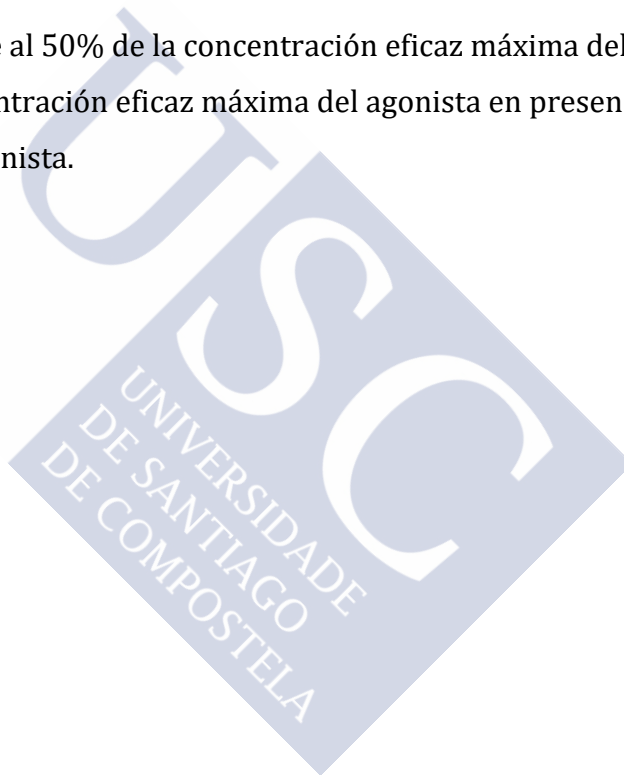 al 50% de la concentración eficaz máxima del
ntración eficaz máxima del agonista en presen
nista.
USC
UNIVERSIDADE
DE SANTIAGO
DE COMPOSTELA